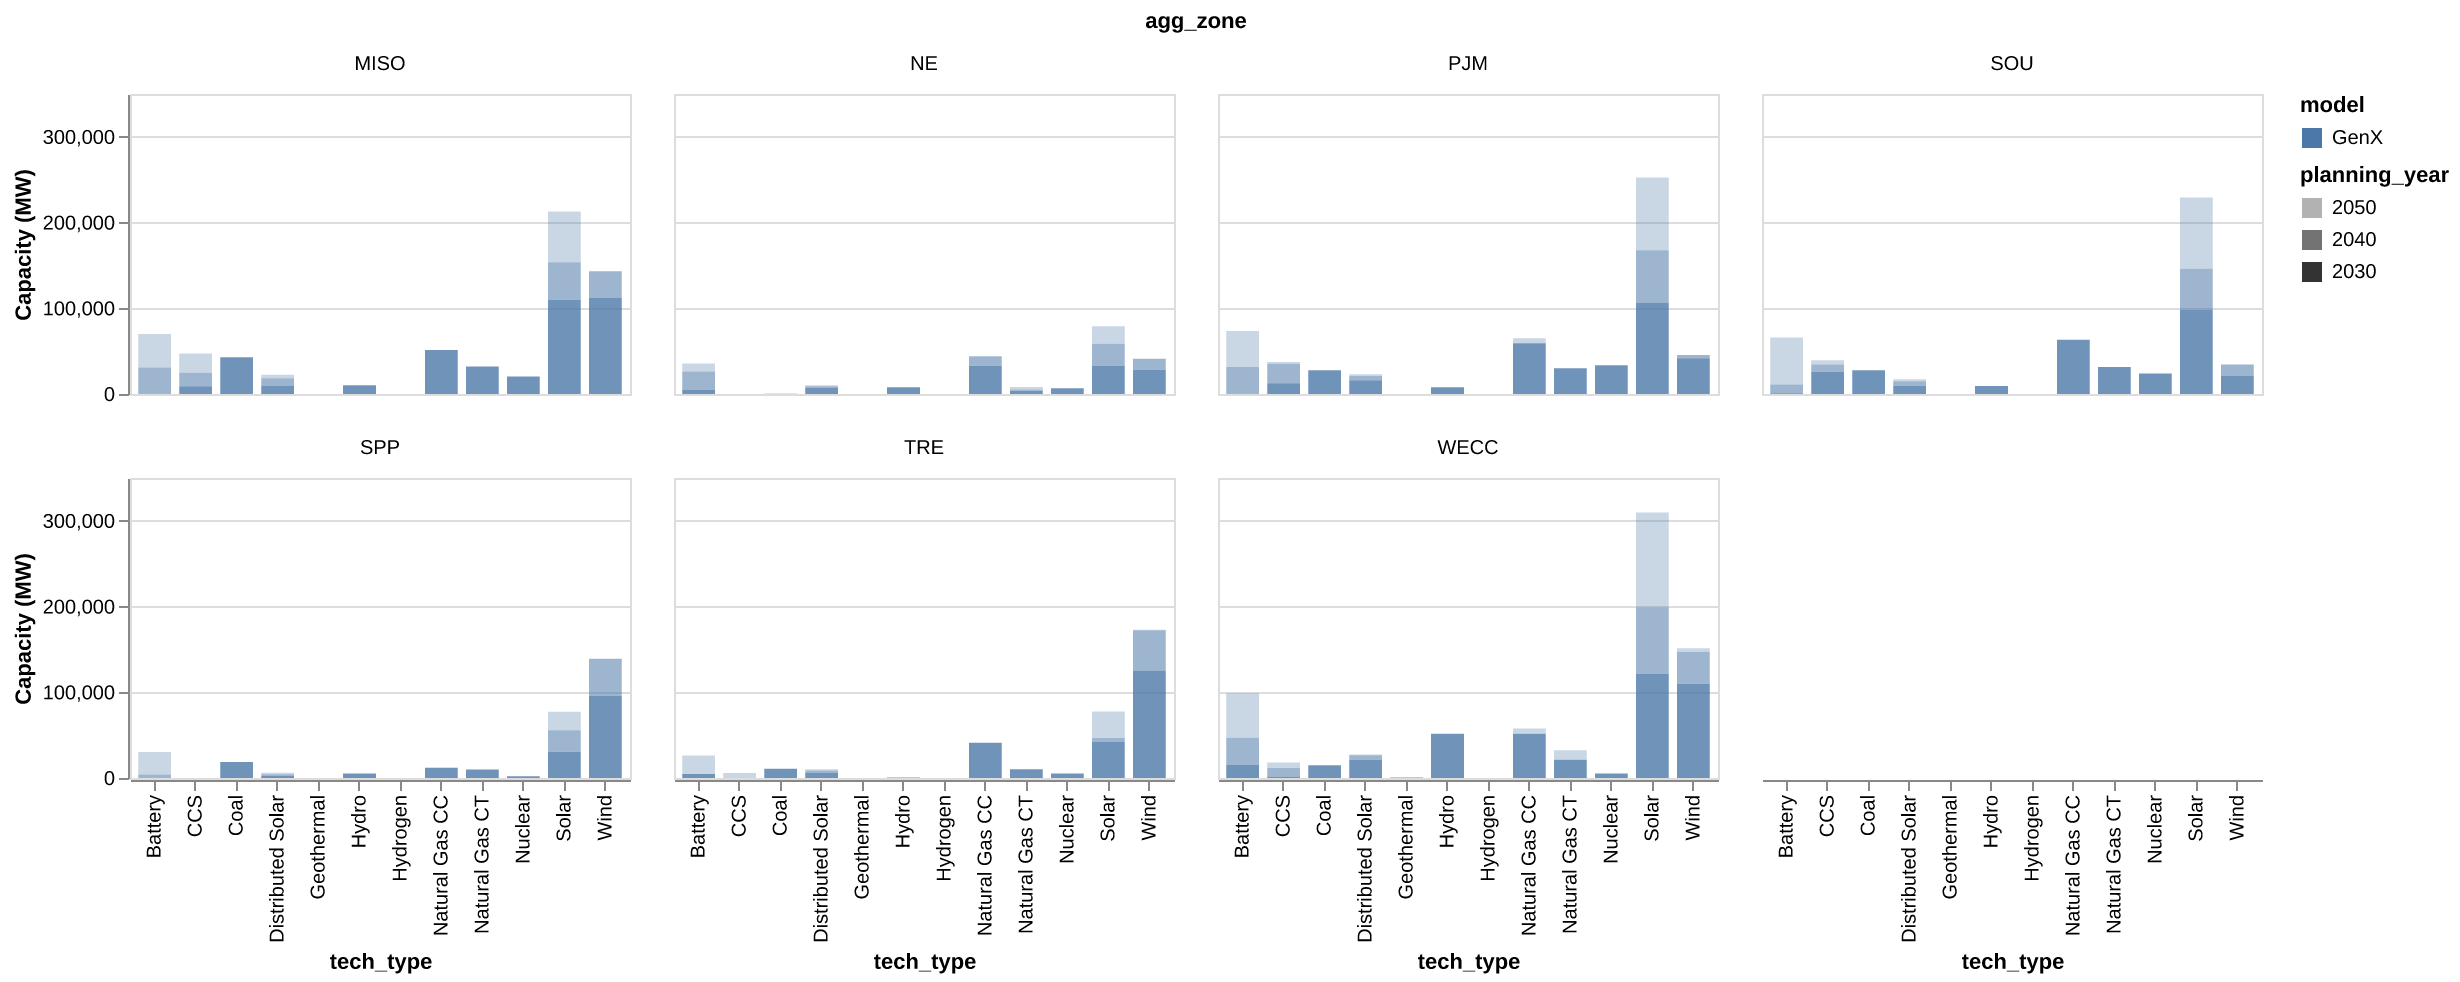 agg_zone
MISO
NE
PJM
SOU
Capacity (MW)
300,000
200,000
100,000
0
model
GenX
planning_year
2050
2040
2030
SPP
TRE
WECC
Capacity (MW)
300,000
200,000
100,000
0
Battery
CCS
Coal
Distributed Solar
Geothermal
Hydro
Hydrogen
Natural Gas CC
Natural Gas CT
Nuclear
Solar
Wind
Battery
CCS
Coal
Distributed Solar
Geothermal
Hydro
Hydrogen
Natural Gas CC
Natural Gas CT
Nuclear
Solar
Wind
Battery
CCS
Coal
Distributed Solar
Geothermal
Hydro
Hydrogen
Natural Gas CC
Natural Gas CT
Nuclear
Solar
Wind
Battery
CCS
Coal
Distributed Solar
Geothermal
Hydro
Hydrogen
Natural Gas CC
Natural Gas CT
Nuclear
Solar
Wind
tech_type
tech_type
tech_type
tech_type